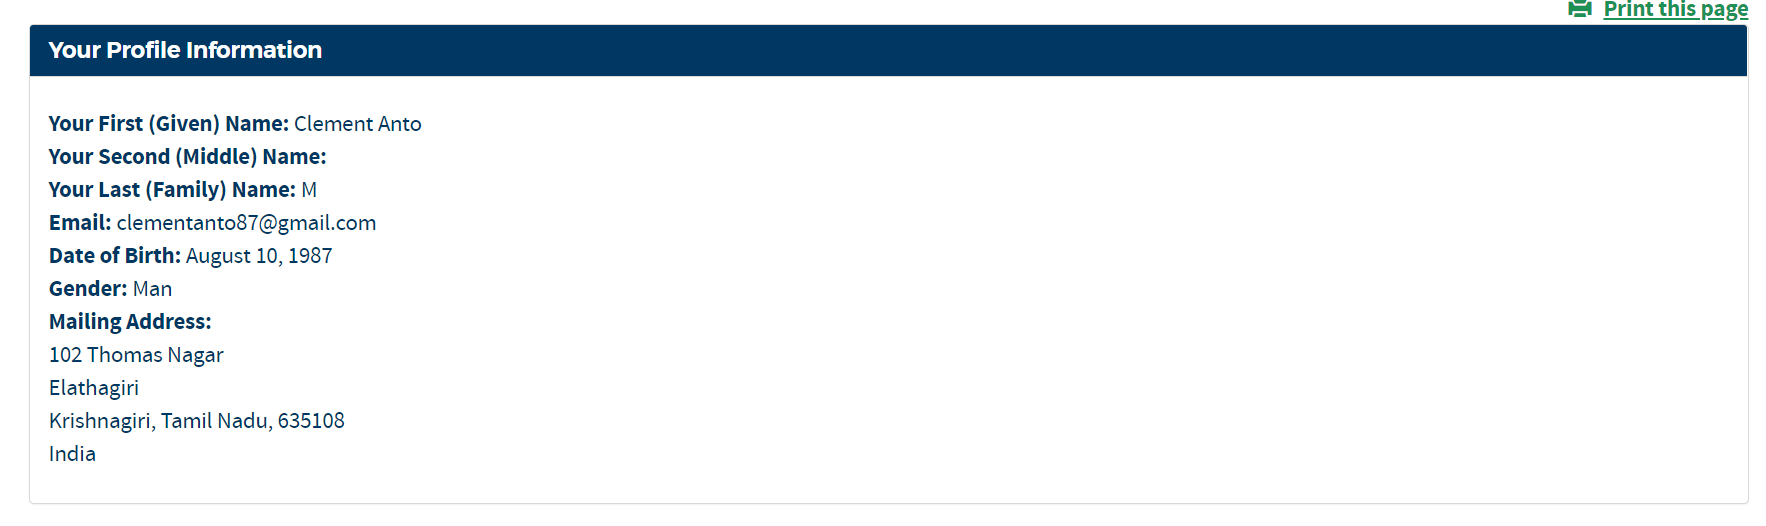 Print this page
Your Profile Information
Your First (Given) Name: Clement Anto
Your Second (Middle) Name:
Your Last (Family) Name: M
Email: clementanto87@gmail.com
Date of Birth: August 10, 1987
Gender: Man
Mailing Address:
102 Thomas Nagar
Elathagiri
Krishnagiri, Tamil Nadu, 635108
India